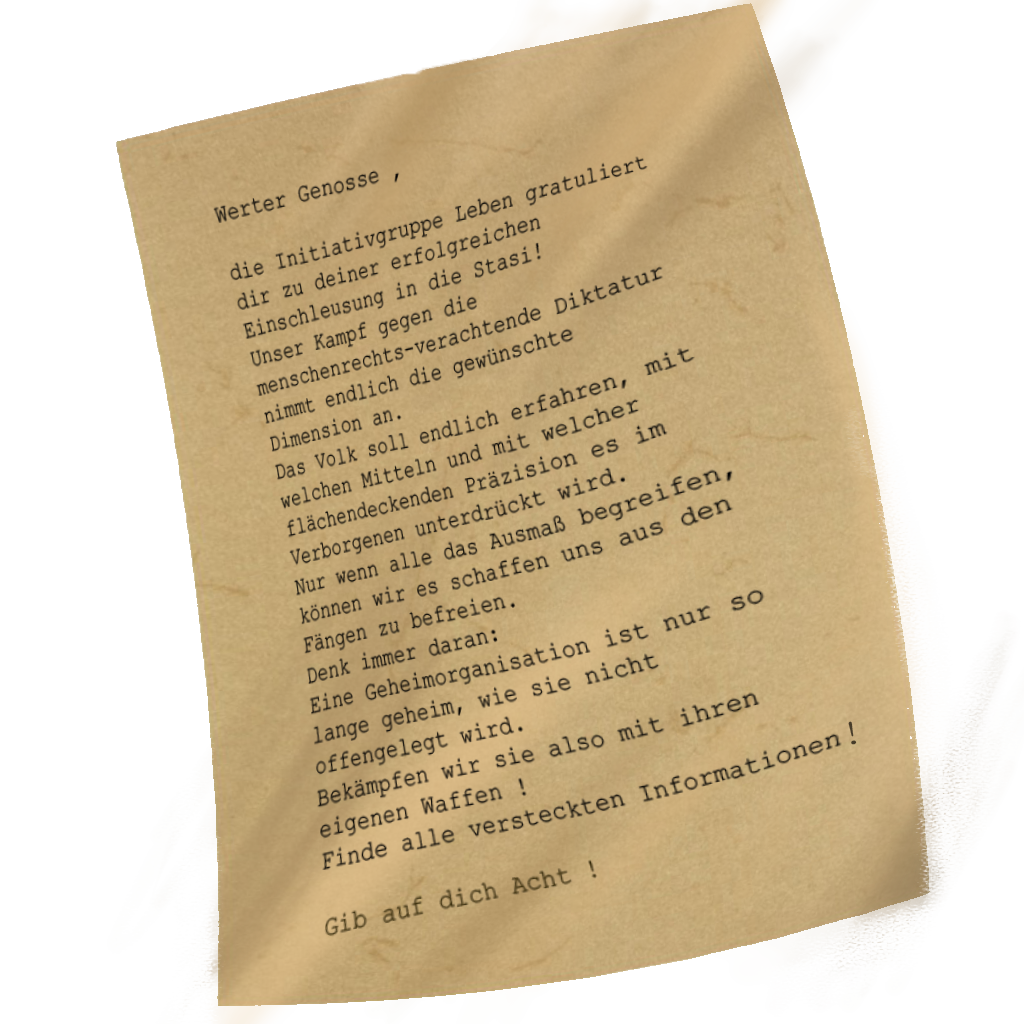 Werter Genosse ,
die Initiativgruppe Leben gratuliert
dir zu deiner erfolgreichen
Einschleusung in die Stasi!
Unser Kampf gegen die
menschenrechts-verachtende Diktatur
nimmt endlich die gewünschte
Dimension an.
Das Volk soll endlich erfahren, mit
welchen Mitteln und mit welcher
flächendeckenden Präzision es im
Verborgenen unterdrückt wird.
Nur wenn alle das Ausmaß begreifen,
können wir es schaffen uns aus den
Fängen zu befreien.
Denk immer daran:
Eine Geheimorganisation ist nur so
lange geheim, wie sie nicht
offengelegt wird.
Bekämpfen wir sie also mit ihren
eigenen Waffen !
Finde alle versteckten Informationen!
Gib auf dich Acht !